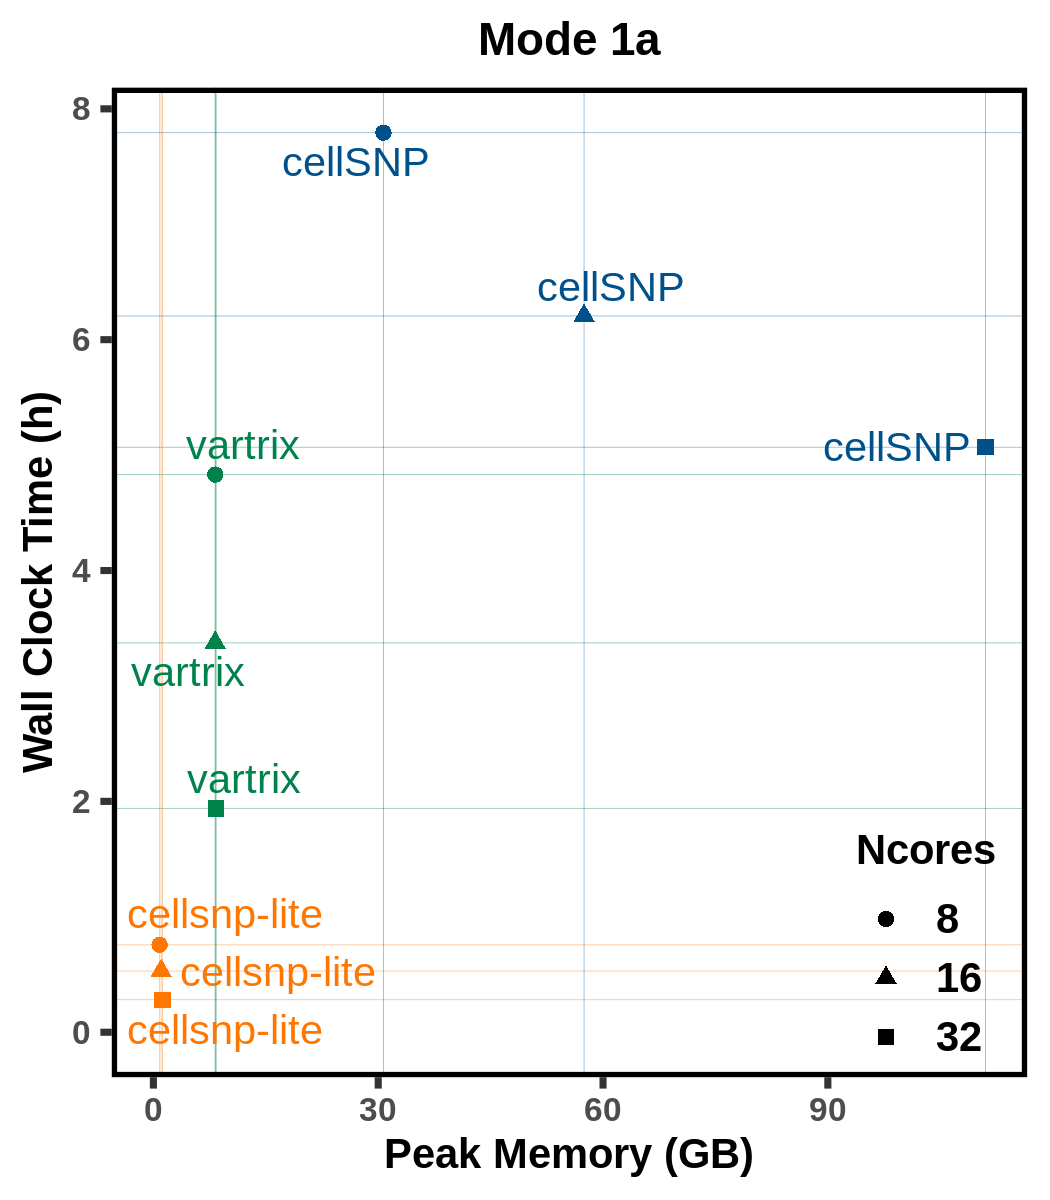 Mode 1a
Wall Clock Time (h)
8
6
4
2
0
cellSNP
cellSNP
cellSNP
vartrix
vartrix
vartrix
cellsnp-lite
cellsnp-lite
cellsnp-lite
Ncores
8
16
32
0 30 60 90
Peak Memory (GB)